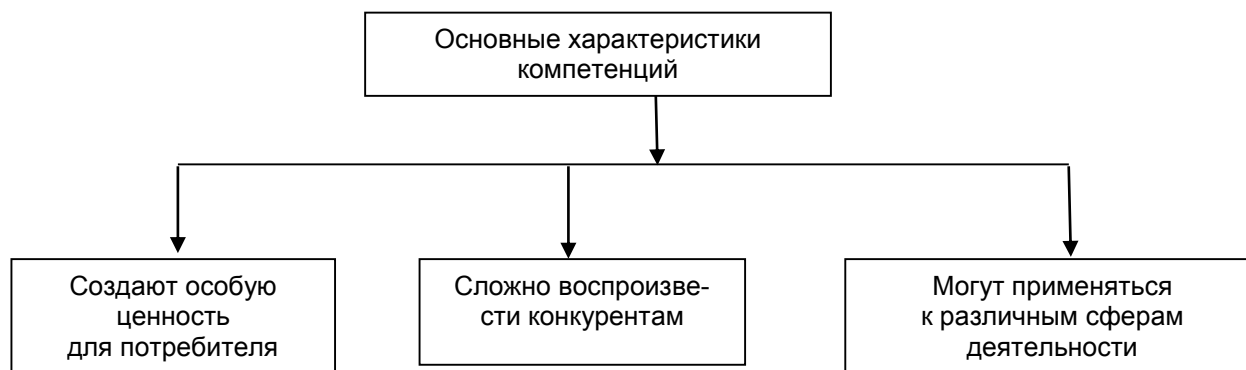 Основные характеристики
компетенций
Создают особую
ценность
для потребителя
Сложно воспроизве-
сти конкурентам
Могут применяться
к различным сферам
деятельности